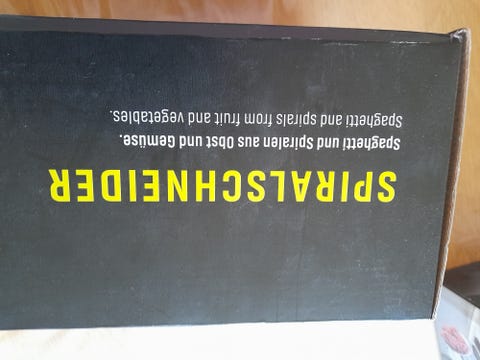 SPIRALSCHNEIDER
Spaghetti und Spiralen aus Obst und Gemüse.
Spaghetti and spirals from fruit and vegetables.